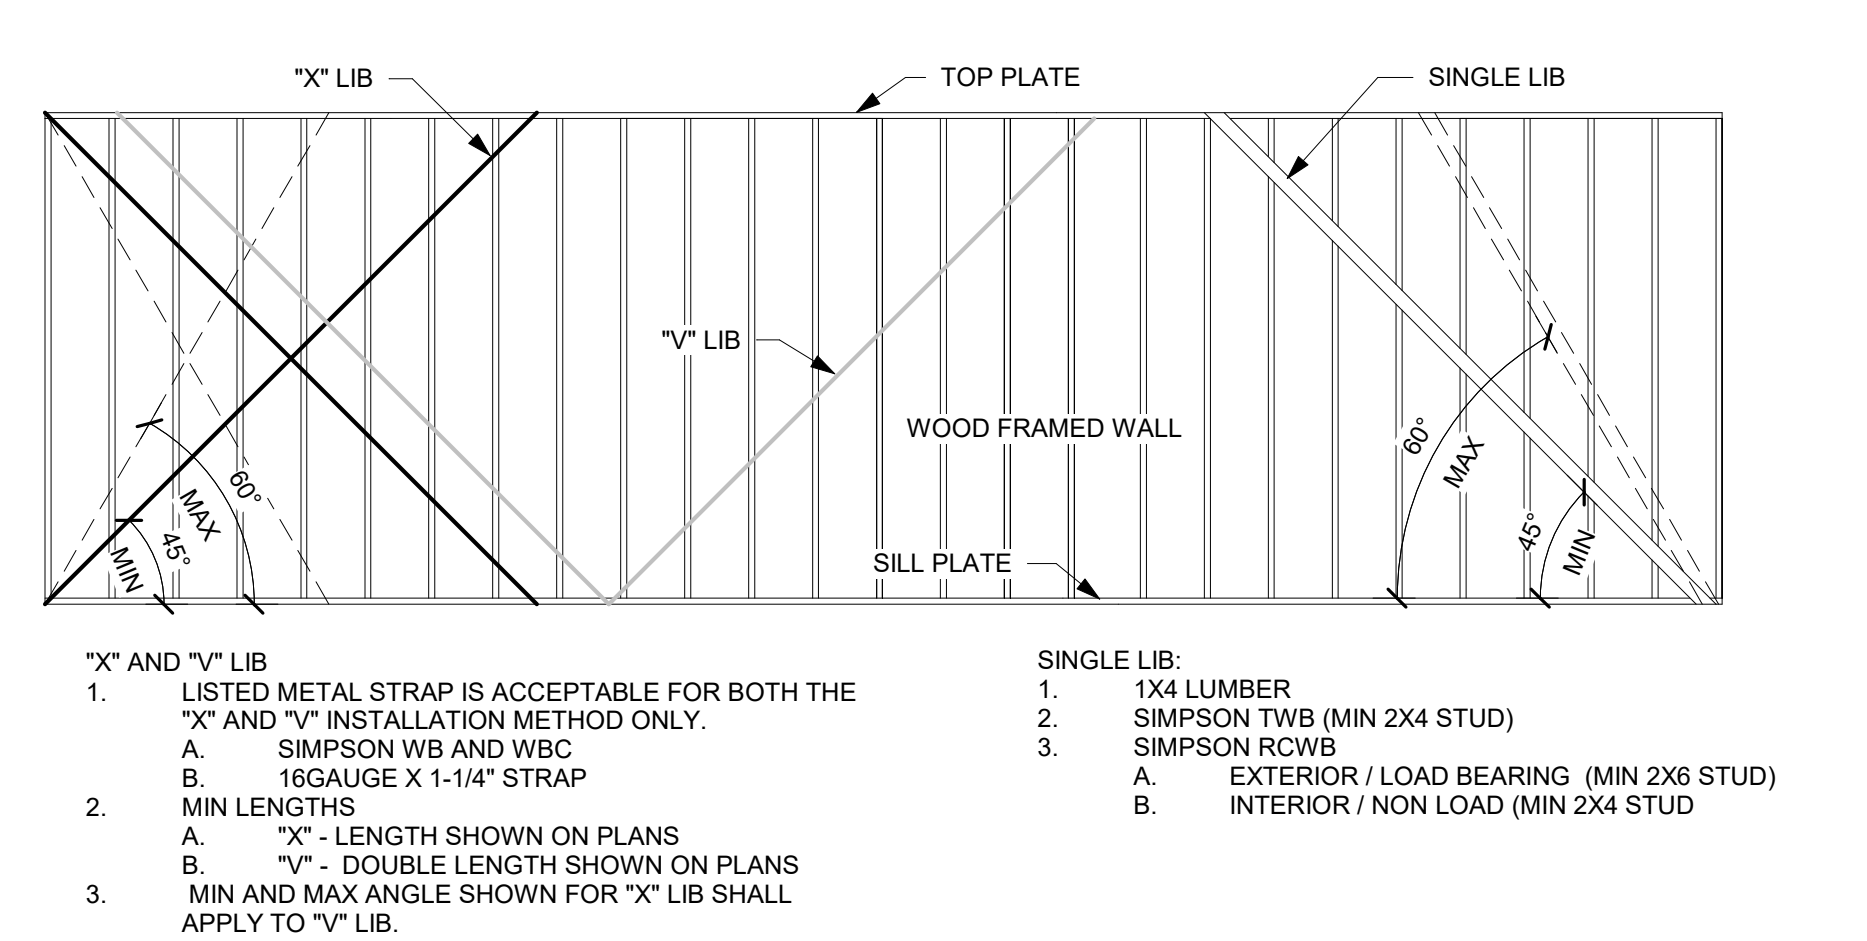 "X" LIB
TOP PLATE
SINGLE LIB
"V" LIB
WOOD FRAMED WALL
SILL PLATE
60°
MAX
45°
MIN
60°
MAX
45°
MIN
"X" AND "V" LIB
1. LISTED METAL STRAP IS ACCEPTABLE FOR BOTH THE
"X" AND "V" INSTALLATION METHOD ONLY.
A. SIMPSON WB AND WBC
B. 16GAUGE X 1-1/4" STRAP
2. MIN LENGTHS
A. "X" - LENGTH SHOWN ON PLANS
B. "V" - DOUBLE LENGTH SHOWN ON PLANS
3. MIN AND MAX ANGLE SHOWN FOR "X" LIB SHALL
APPLY TO "V" LIB.
SINGLE LIB:
1. 1X4 LUMBER
2. SIMPSON TWB (MIN 2X4 STUD)
3. SIMPSON RCWB
A. EXTERIOR / LOAD BEARING (MIN 2X6 STUD)
B. INTERIOR / NON LOAD (MIN 2X4 STUD